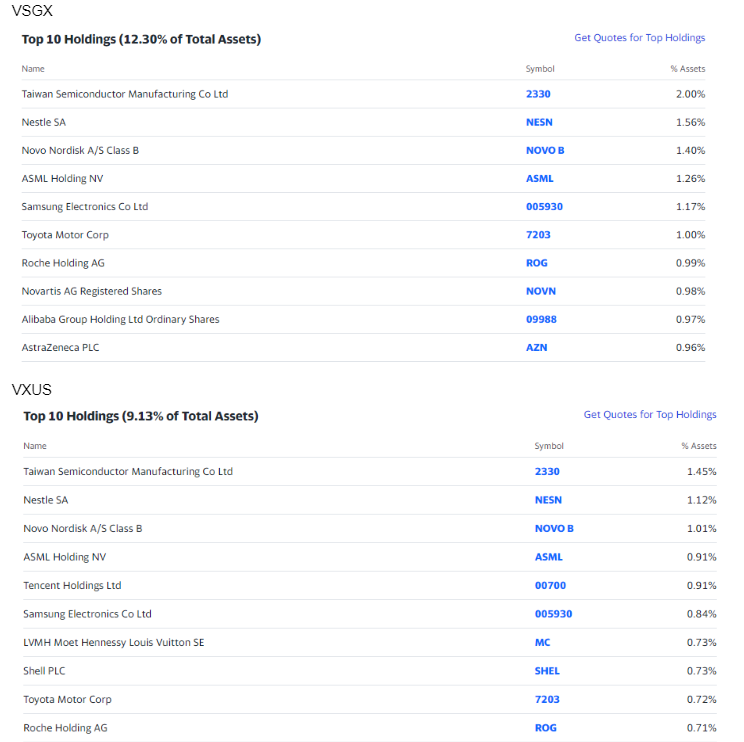 VSGX
Top 10 Holdings (12.30% of Total Assets) Get Quotes for Top Holdings
Name Symbol % Assets
Taiwan Semiconductor Manufacturing Co Ltd 2330 2.00%
Nestle SA NESN 1.56%
Novo Nordisk A/S Class B NOVO B 1.40%
ASML Holding NV ASML 1.26%
Samsung Electronics Co Ltd 005930 1.17%
Toyota Motor Corp 7203 1.00%
Roche Holding AG ROG 0.99%
Novartis AG Registered Shares NOVN 0.98%
Alibaba Group Holding Ltd Ordinary Shares 09988 0.97%
AstraZeneca PLC AZN 0.96%
VXUS
Top 10 Holdings (9.13% of Total Assets) Get Quotes for Top Holdings
Name Symbol % Assets
Taiwan Semiconductor Manufacturing Co Ltd 2330 1.45%
Nestle SA NESN 1.12%
Novo Nordisk A/S Class B NOVO B 1.01%
ASML Holding NV ASML 0.91%
Tencent Holdings Ltd 00700 0.91%
Samsung Electronics Co Ltd 005930 0.84%
LVMH Moet Hennessy Louis Vuitton SE MC 0.73%
Shell PLC SHEL 0.73%
Toyota Motor Corp 7203 0.72%
Roche Holding AG ROG 0.71%